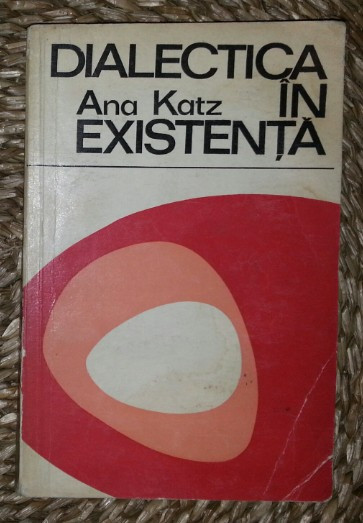 DIALECTICA
Ana Katz ÎN
EXISTENȚĂ